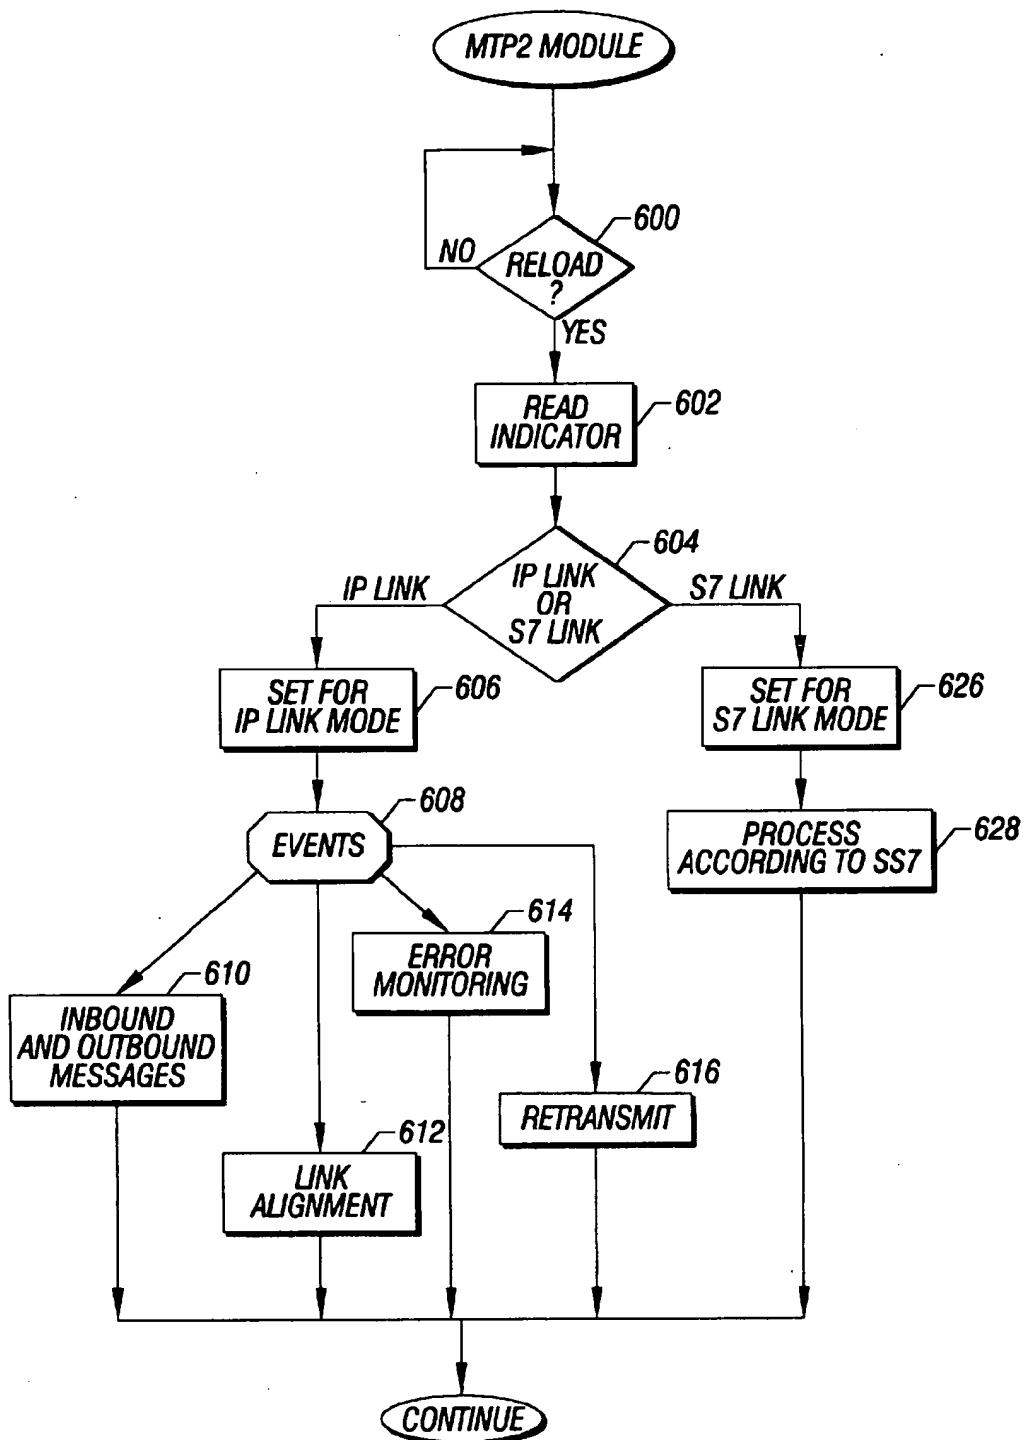 MTP2 MODULE
600
NO
RELOAD
?
YES
READ
INDICATOR
602
604
IP LINK
IP LINK
OR
S7 LINK
S7 LINK
SET FOR
IP LINK MODE
606
SET FOR
S7 LINK MODE
626
EVENTS
608
PROCESS
ACCORDING TO SS7
628
614
ERROR
MONITORING
610
INBOUND
AND OUTBOUND
MESSAGES
616
RETRANSMIT
612
LINK
ALIGNMENT
CONTINUE